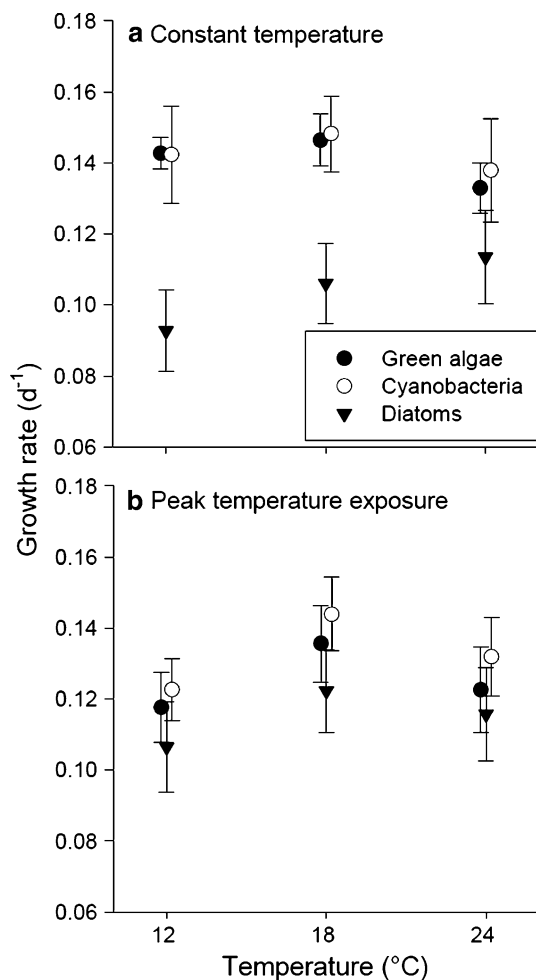 0.18
a Constant temperature
0.16
0.14
0.12
0.10
0.08
0.06
Green algae
Cyanobacteria
Diatoms
Growth rate (d-1)
0.18
b Peak temperature exposure
0.16
0.14
0.12
0.10
0.08
0.06
12 18 24
Temperature (°C)